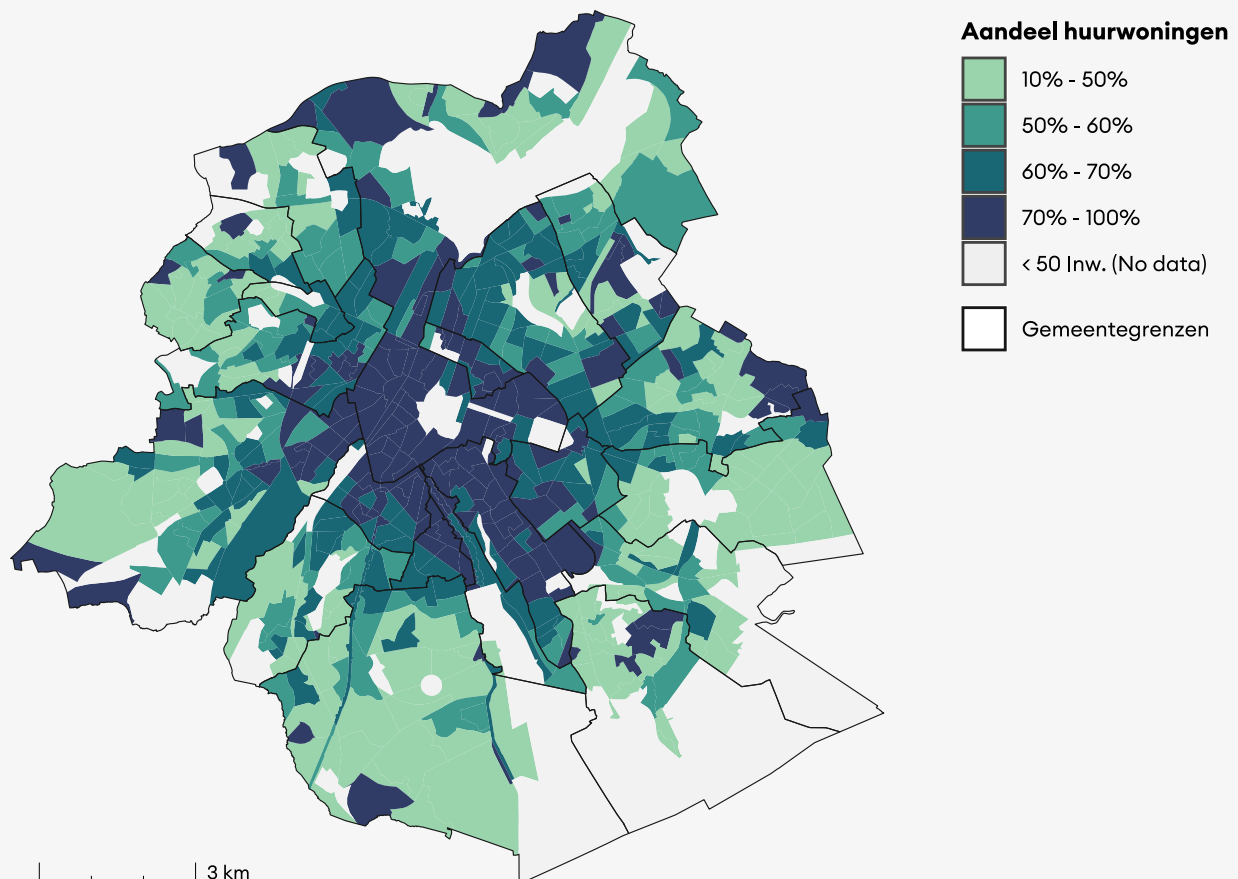 Aandeel huurwoningen
10% - 50%
50% - 60%
60% - 70%
70% - 100%
< 50 Inw. (No data)
Gemeentegrenzen
3 km